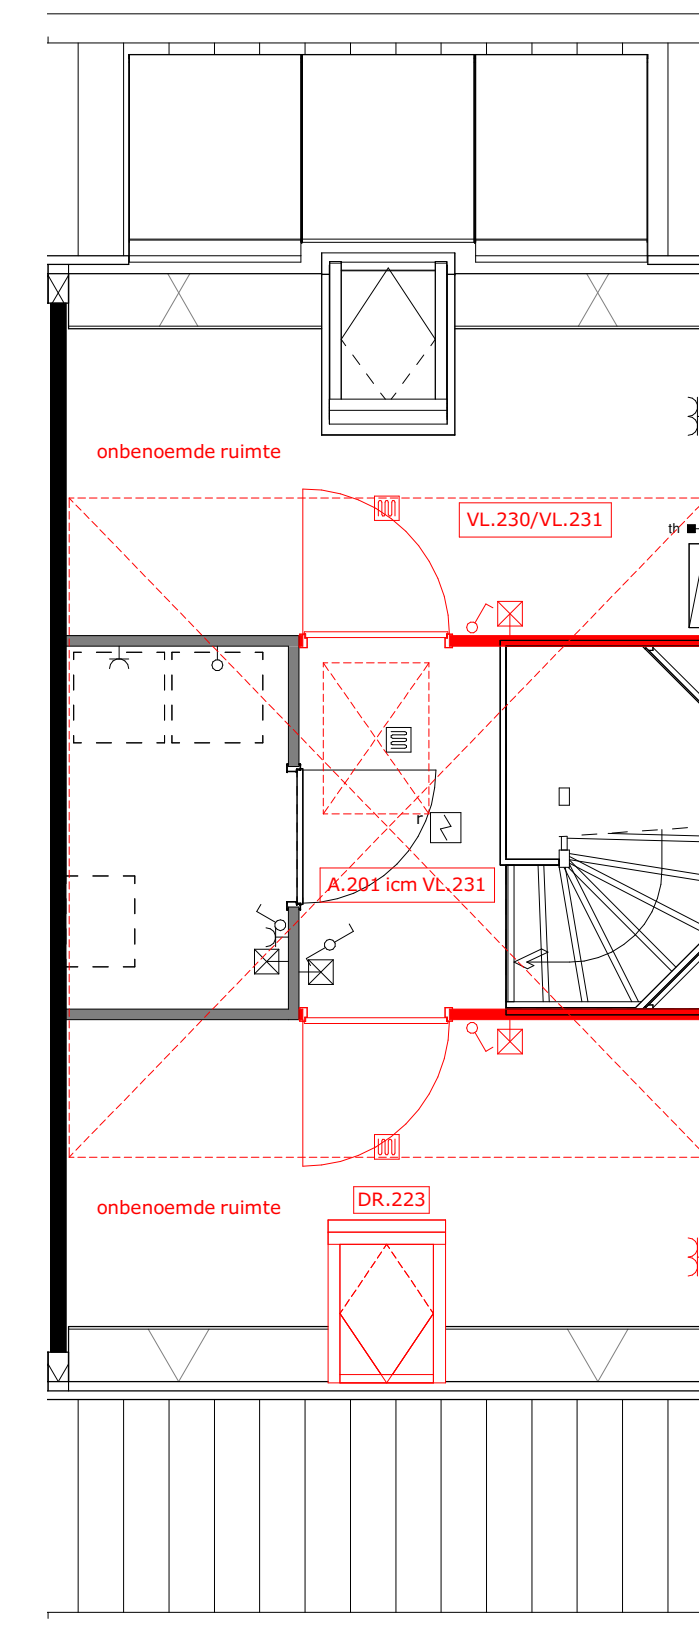 onbenoemde ruimte
VL.230/VL.231
th
r
A.201 icm VL.231
DR.223
onbenoemde ruimte